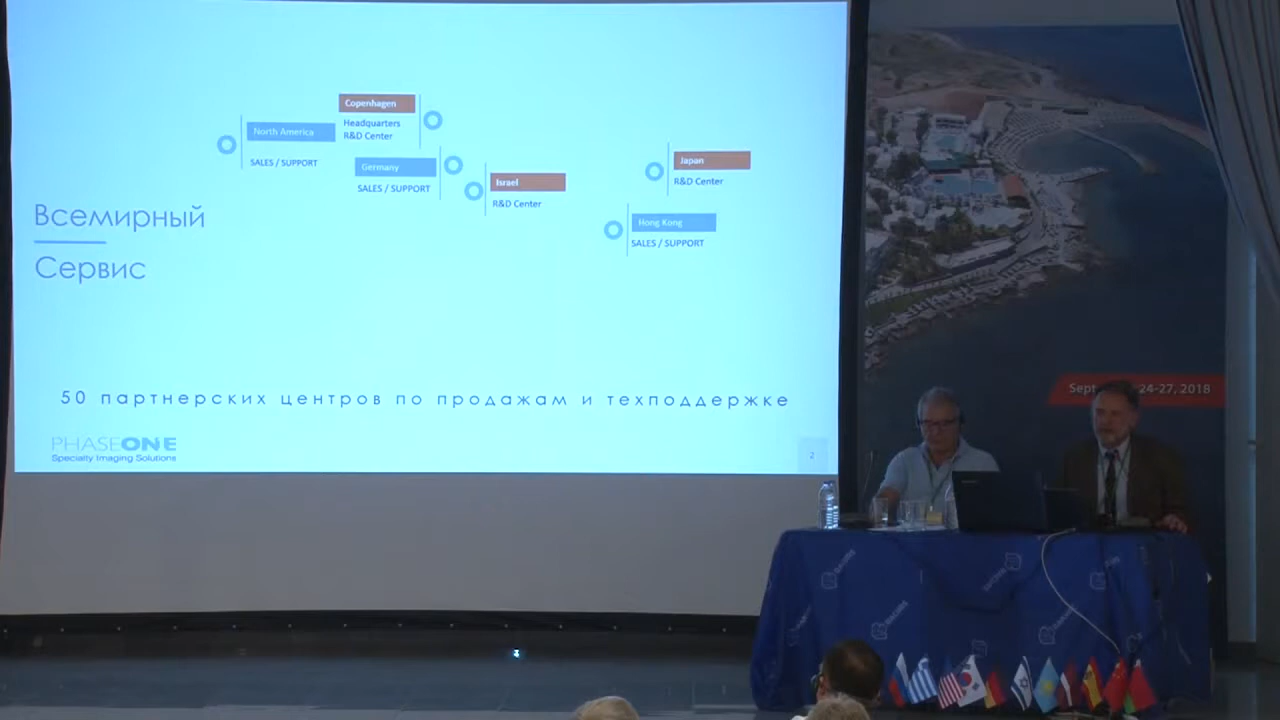 Copenhagen
Headquarters
R&D Center
North America
SALES / SUPPORT
Germany
SALES / SUPPORT
Israel
R&D Center
Japan
R&D Center
Hong Kong
SALES / SUPPORT
Всемирный
Сервис
50 партнерских центров по продажам и техподдержке
PHASEONE
Specialty Imaging Solutions
2
24-27, 2018